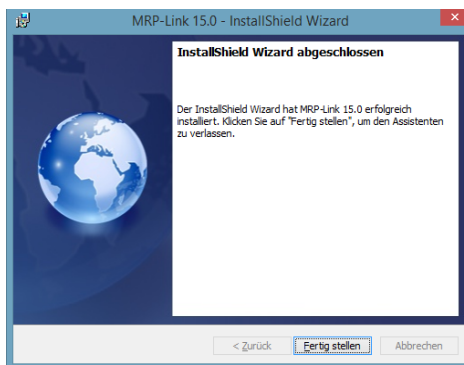 MRP-Link 15.0 - InstallShield Wizard
InstallShield Wizard abgeschlossen
Der InstallShield Wizard hat MRP-Link 15.0 erfolgreich
installiert. Klicken Sie auf "Fertig stellen", um den Assistenten
zu verlassen.
< Zurück Fertig stellen Abbrechen